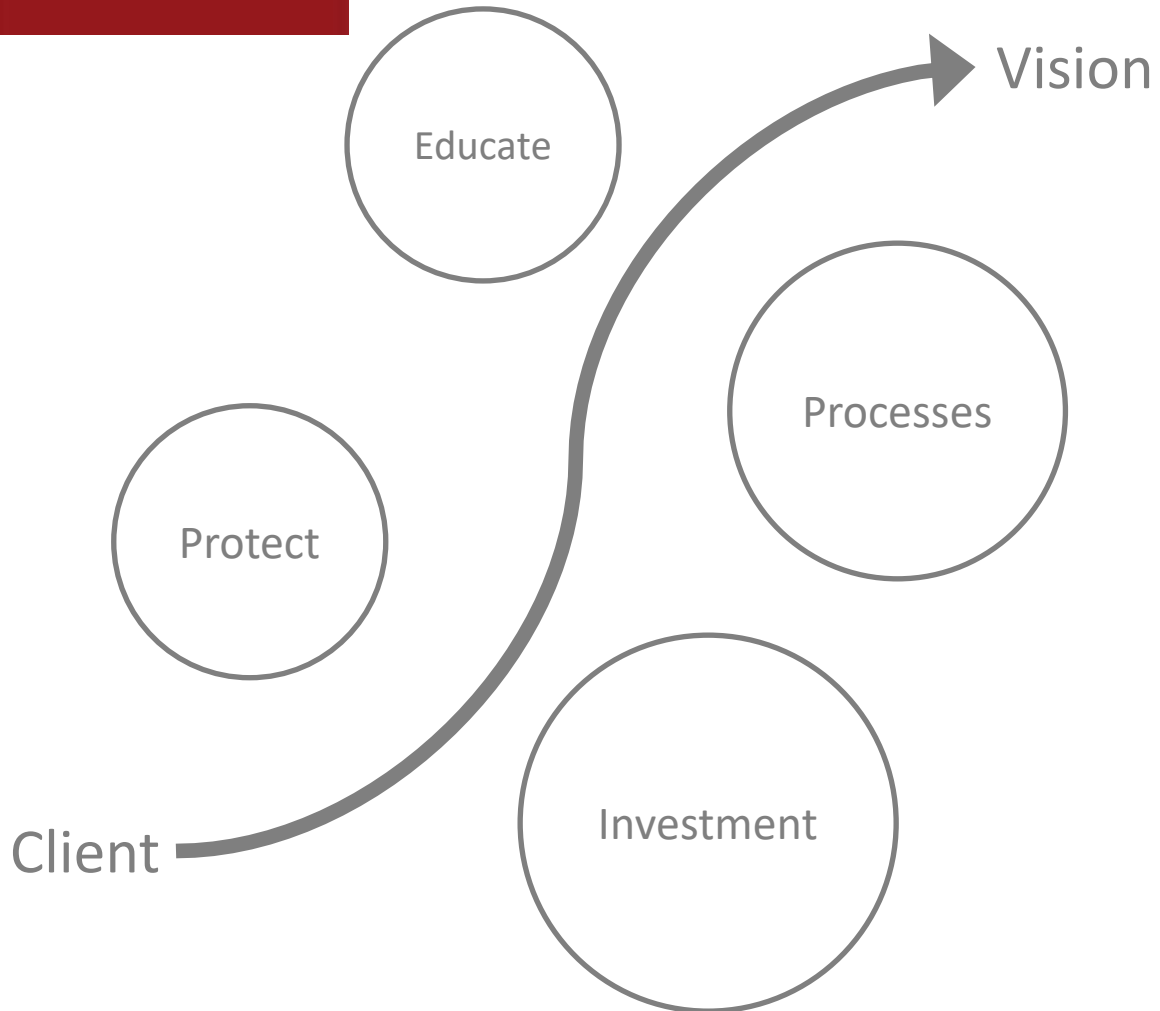 Vision
Educate
Processes
Protect
Investment
Client